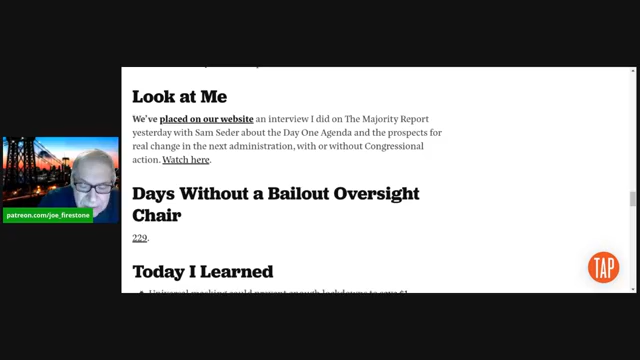 Look at Me
We've placed on our website an interview I did on The Majority Report
yesterday with Sam Seder about the Day One Agenda and the prospects for
real change in the next administration, with or without Congressional
action. Watch here.
patreon.com/joe_firestone
Days Without a Bailout Oversight
Chair
229.
TAP
Today I Learned